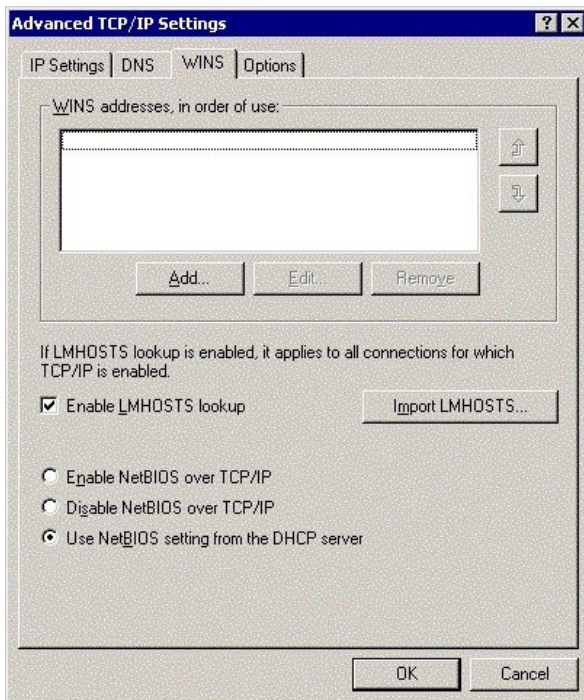 Advanced TCP/IP Settings
IP Settings DNS WINS Options
WINS addresses, in order of use:
Add... Edit... Remove
If LMHOSTS lookup is enabled, it applies to all connections for which
TCP/IP is enabled.
Enable LMHOSTS lookup Import LMHOSTS...
Enable NetBIOS over TCP/IP
Disable NetBIOS over TCP/IP
Use NetBIOS setting from the DHCP server
OK Cancel